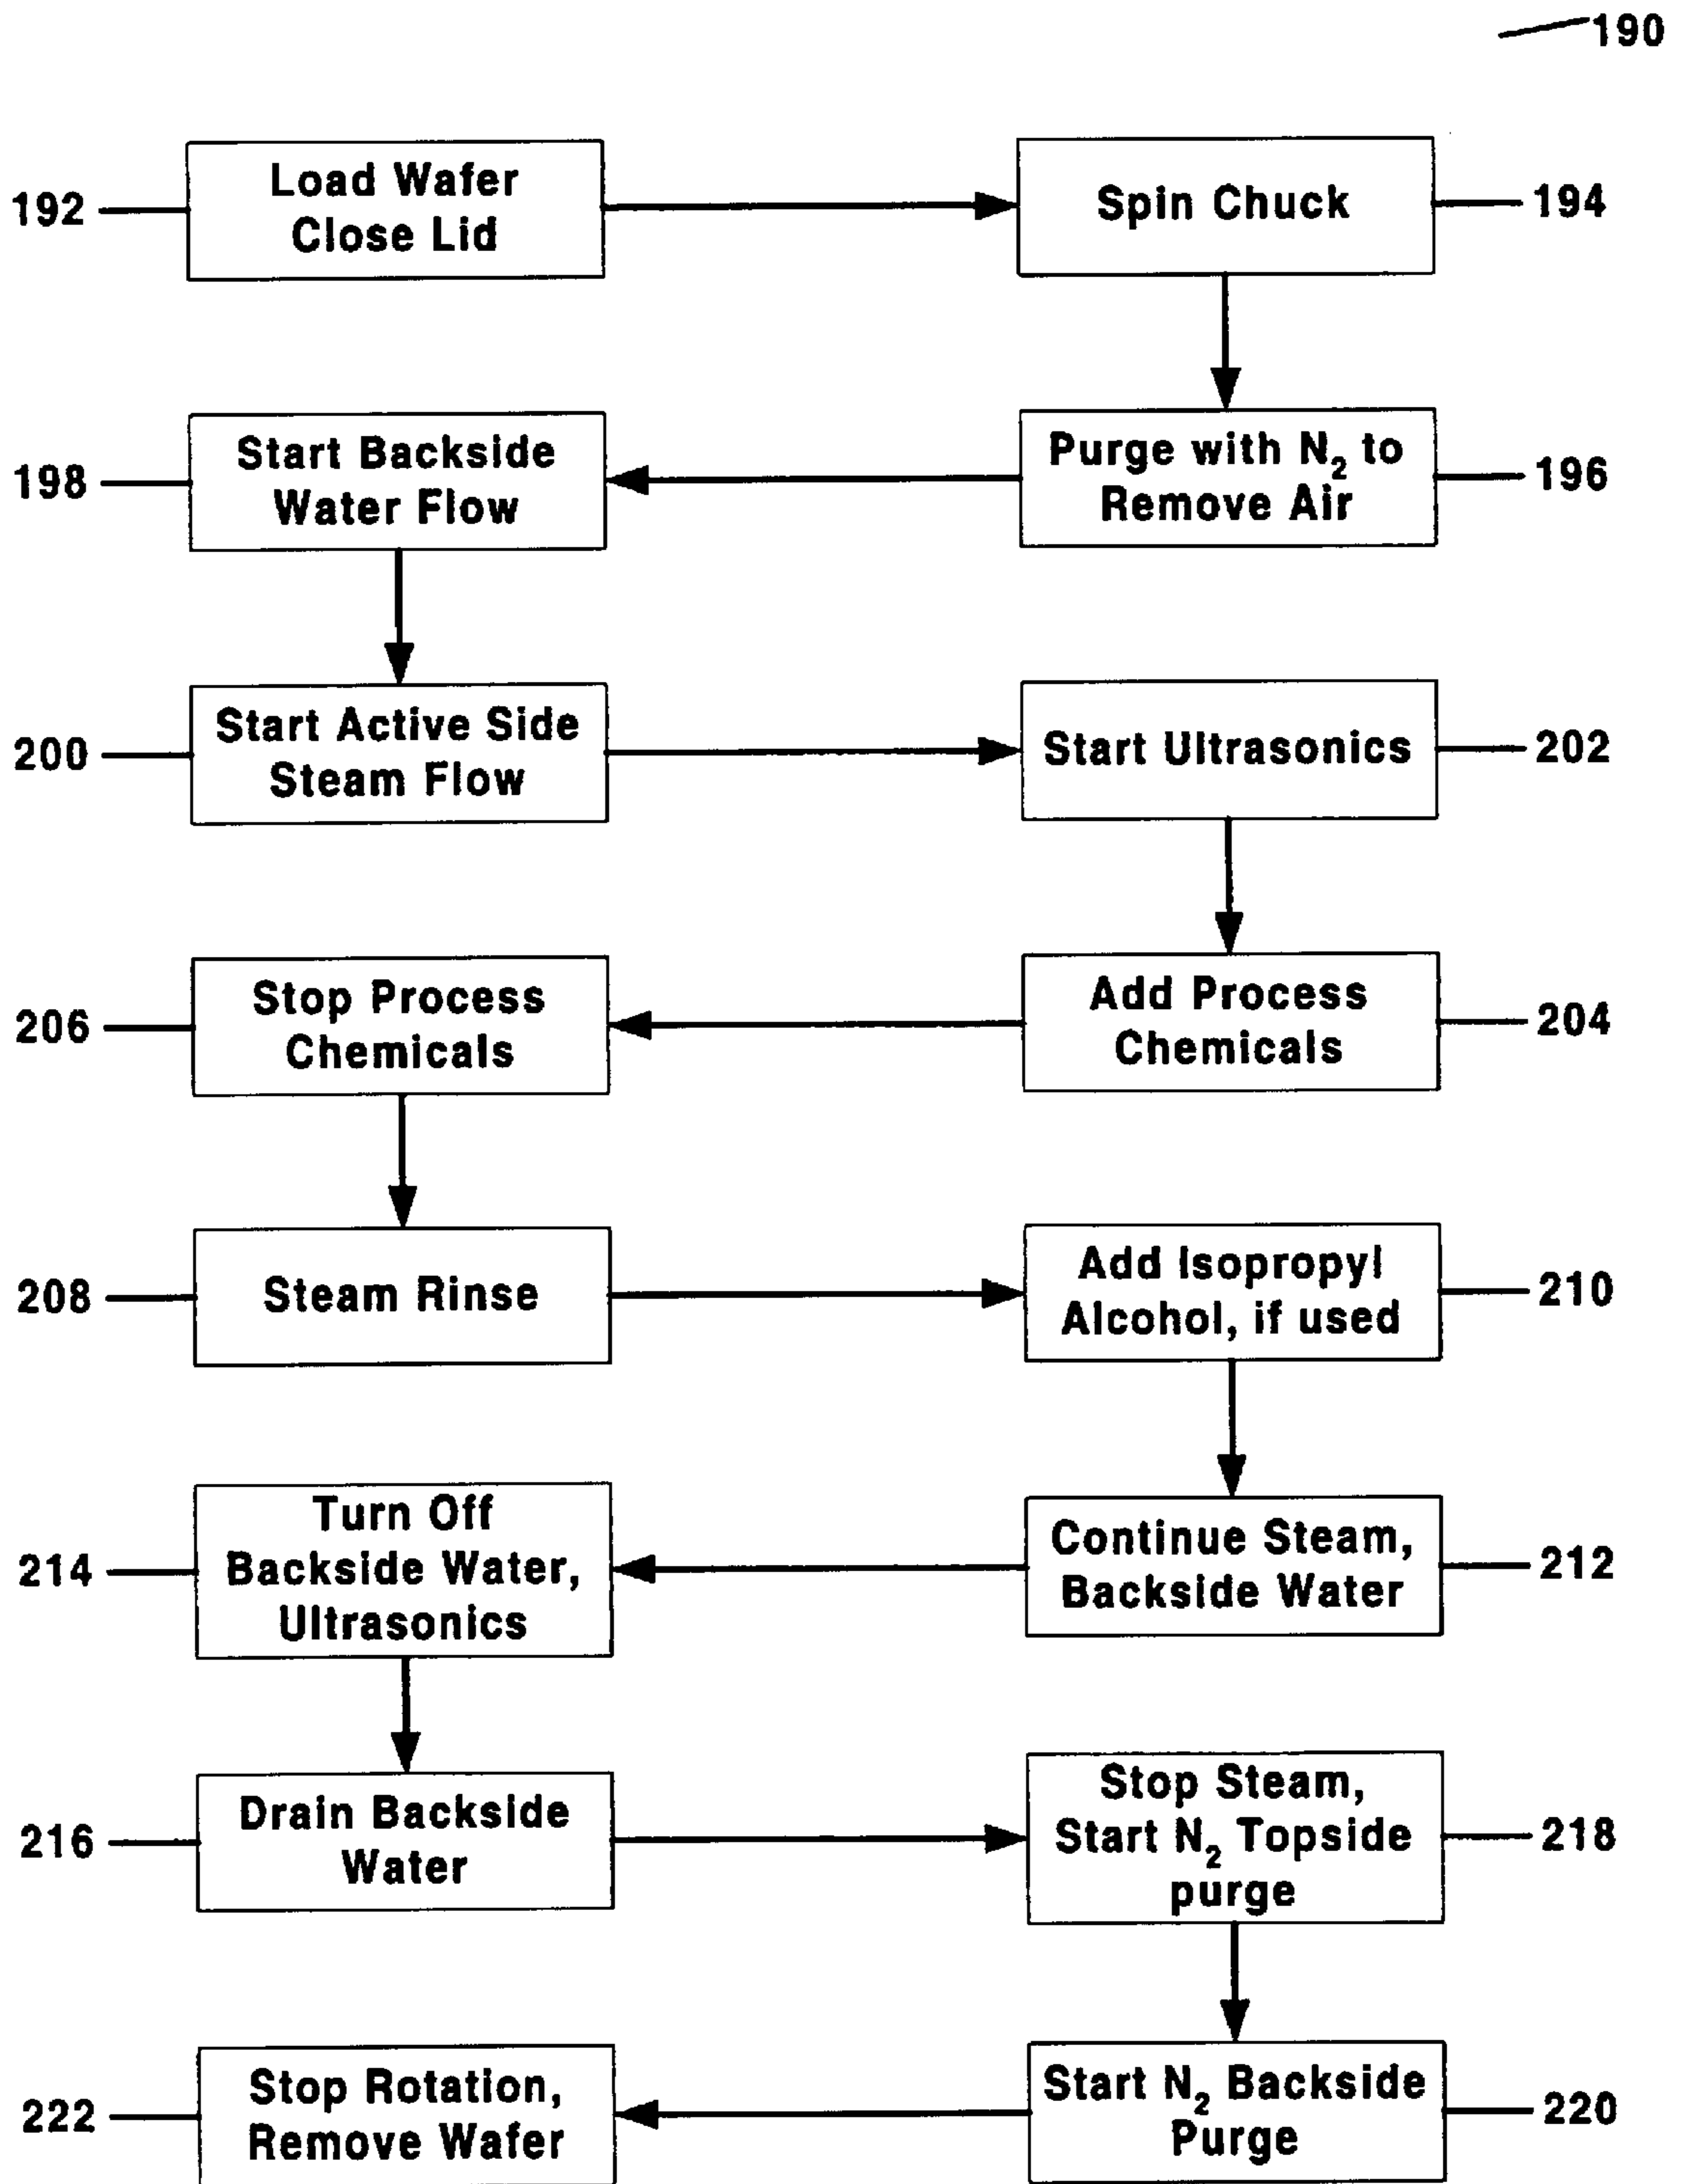 190
192
Load Wafer
Close Lid
Spin Chuck
194
198
Start Backside
Water Flow
Purge with N₂ to
Remove Air
196
200
Start Active Side
Steam Flow
Start Ultrasonics
202
206
Stop Process
Chemicals
Add Process
Chemicals
204
208
Steam Rinse
Add Isopropyl
Alcohol, if used
210
214
Turn Off
Backside Water,
Ultrasonics
Continue Steam,
Backside Water
212
216
Drain Backside
Water
Stop Steam,
Start N₂ Topside
purge
218
222
Stop Rotation,
Remove Wafer
Start N₂ Backside
Purge
220